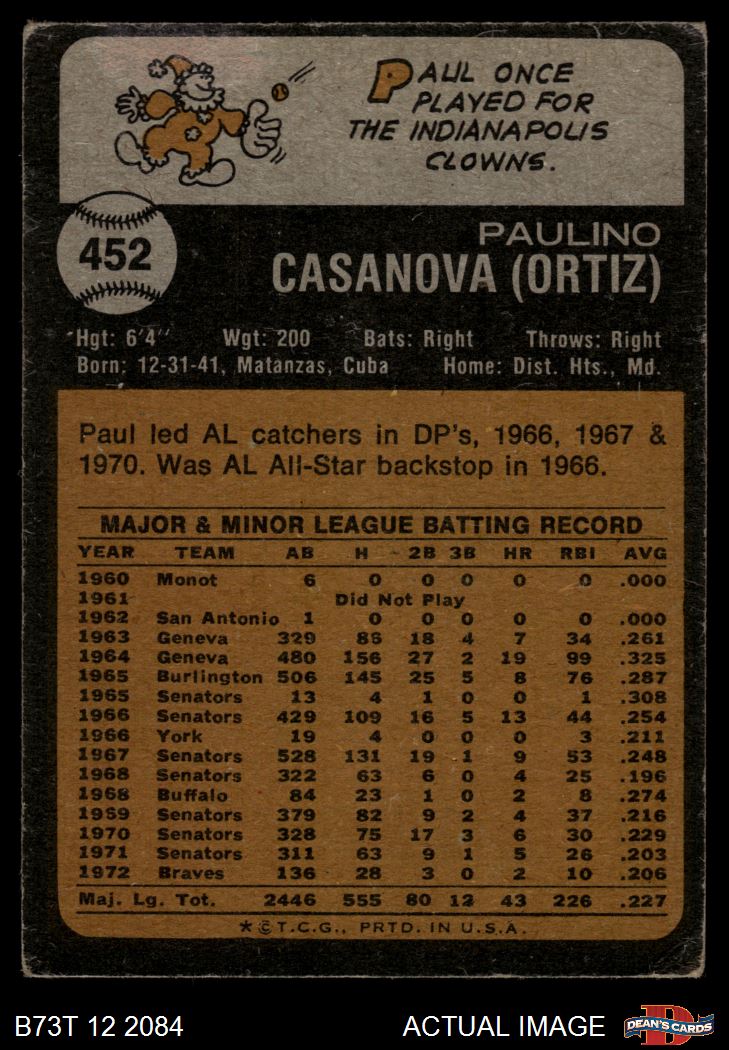 PAUL ONCE
PLAYED FOR
THE INDIANAPOLIS
CLOWNS.
452
PAULINO
CASANOVA (ORTIZ)
Hgt: 6'4" Wgt: 200 Bats: Right Throws: Right
Born: 12-31-41, Matanzas, Cuba Home: Dist. Hts., Md.
Paul led AL catchers in DP's, 1966, 1967 &
1970. Was AL All-Star backstop in 1966.
MAJOR & MINOR LEAGUE BATTING RECORD
YEAR TEAM AB H 2B 3B HR RBI AVG
1960 Monot 6 0 0 0 0 0 .000
1961 Did Not Play
1962 San Antonio 1 0 0 0 0 0 .000
1963 Geneva 329 86 18 4 7 34 .261
1964 Geneva 480 156 27 2 19 99 .325
1965 Burlington 506 145 25 5 8 76 .287
1965 Senators 13 4 1 0 0 1 .308
1966 Senators 429 109 16 5 13 44 .254
1966 York 19 4 0 0 0 3 .211
1967 Senators 528 131 19 1 9 53 .248
1968 Senators 322 63 6 0 4 25 .196
1968 Buffalo 84 23 1 0 2 8 .274
1959 Senators 379 82 9 2 4 37 .216
1970 Senators 328 75 17 3 6 30 .229
1971 Senators 311 63 9 1 5 26 .203
1972 Braves 136 28 3 0 2 10 .206
Maj. Lg. Tot. 2446 555 80 12 43 226 .227
*©T.C.G., PRTD. IN U.S.A.
B73T 12 2084 ACTUAL IMAGE D DEAN'S CARDS